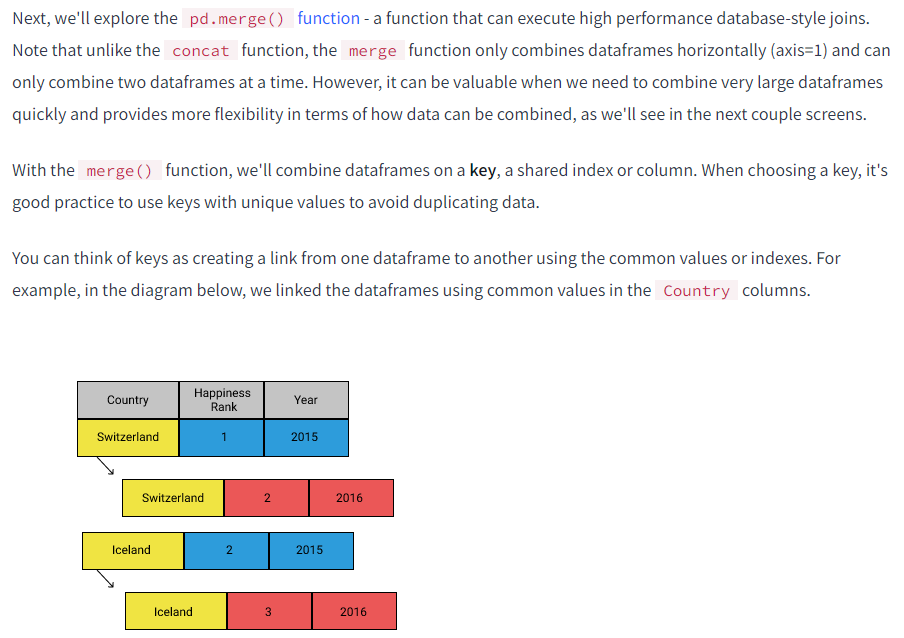 Next, we'll explore the pd.merge() function - a function that can execute high performance database-style joins.
Note that unlike the concat function, the merge function only combines dataframes horizontally (axis=1) and can
only combine two dataframes at a time. However, it can be valuable when we need to combine very large dataframes
quickly and provides more flexibility in terms of how data can be combined, as we'll see in the next couple screens.
With the merge() function, we'll combine dataframes on a key, a shared index or column. When choosing a key, it's
good practice to use keys with unique values to avoid duplicating data.
You can think of keys as creating a link from one dataframe to another using the common values or indexes. For
example, in the diagram below, we linked the dataframes using common values in the Country columns.
Country Happiness Rank Year
Switzerland 1 2015
Switzerland 2 2016
Iceland 2 2015
Iceland 3 2016